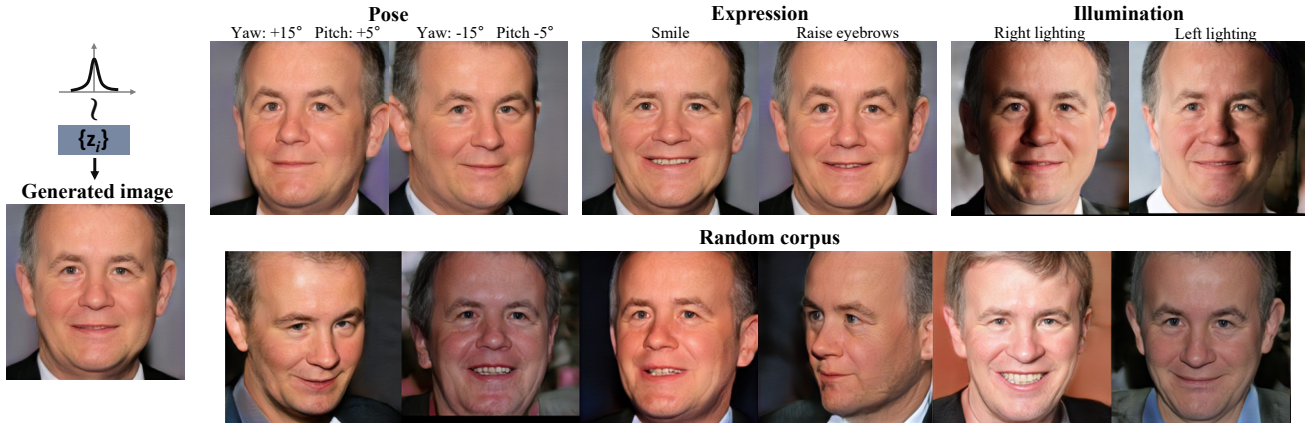 Pose
Expression
Illumination
Yaw: +15° Pitch: +5°
Yaw: -15° Pitch -5°
Smile
Raise eyebrows
Right lighting
Left lighting
{z_i}
Generated image
Random corpus